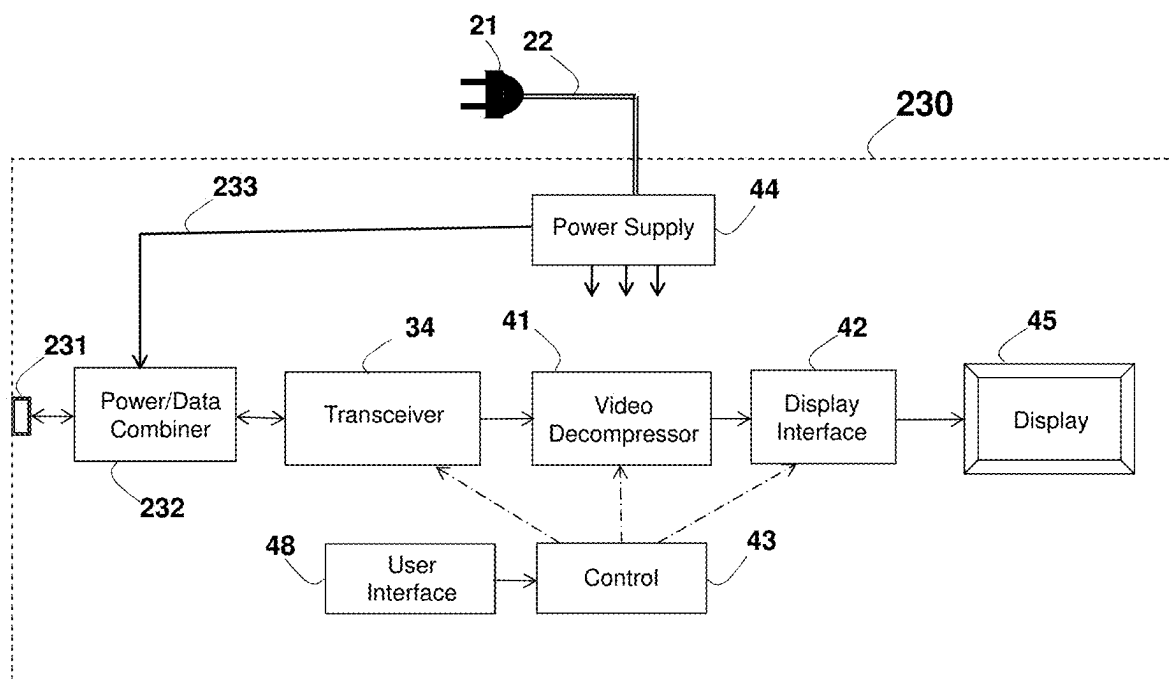 21
22
230
233
44
Power Supply
231
34
41
42
45
Power/Data
Combiner
Transceiver
Video
Decompressor
Display
Interface
Display
232
48
User
Interface
Control
43